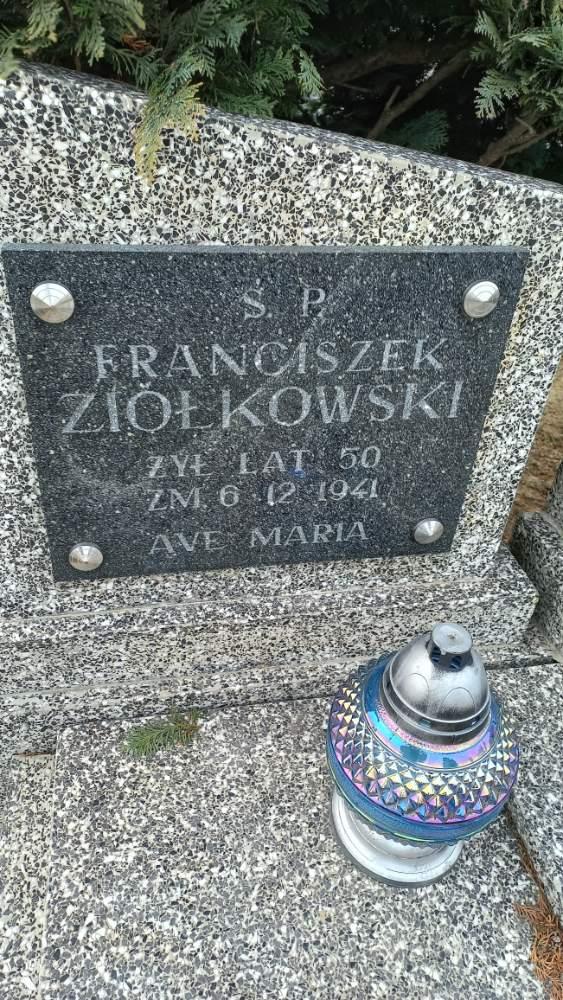 Ś. P.
FRANCISZEK
ZIÓŁKOWSKI
ŻYŁ LAT 50
ZM. 6 12 1941
AVE MARIA